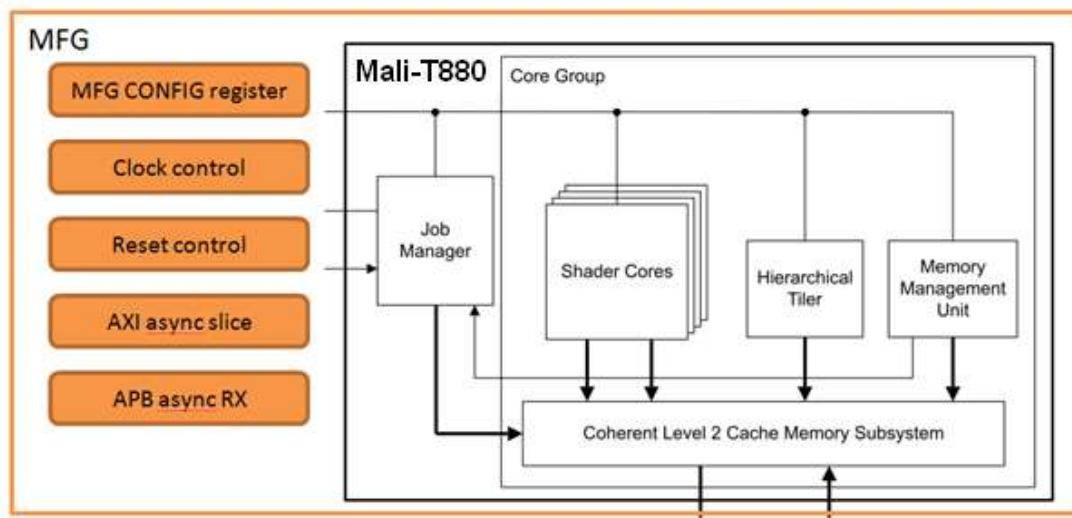 MFG
MFG CONFIG register
Clock control
Reset control
AXI async slice
APB async RX
Mali-T880
Core Group
Job
Manager
Shader Cores
Hierarchical
Tiler
Memory
Management
Unit
Coherent Level 2 Cache Memory Subsystem